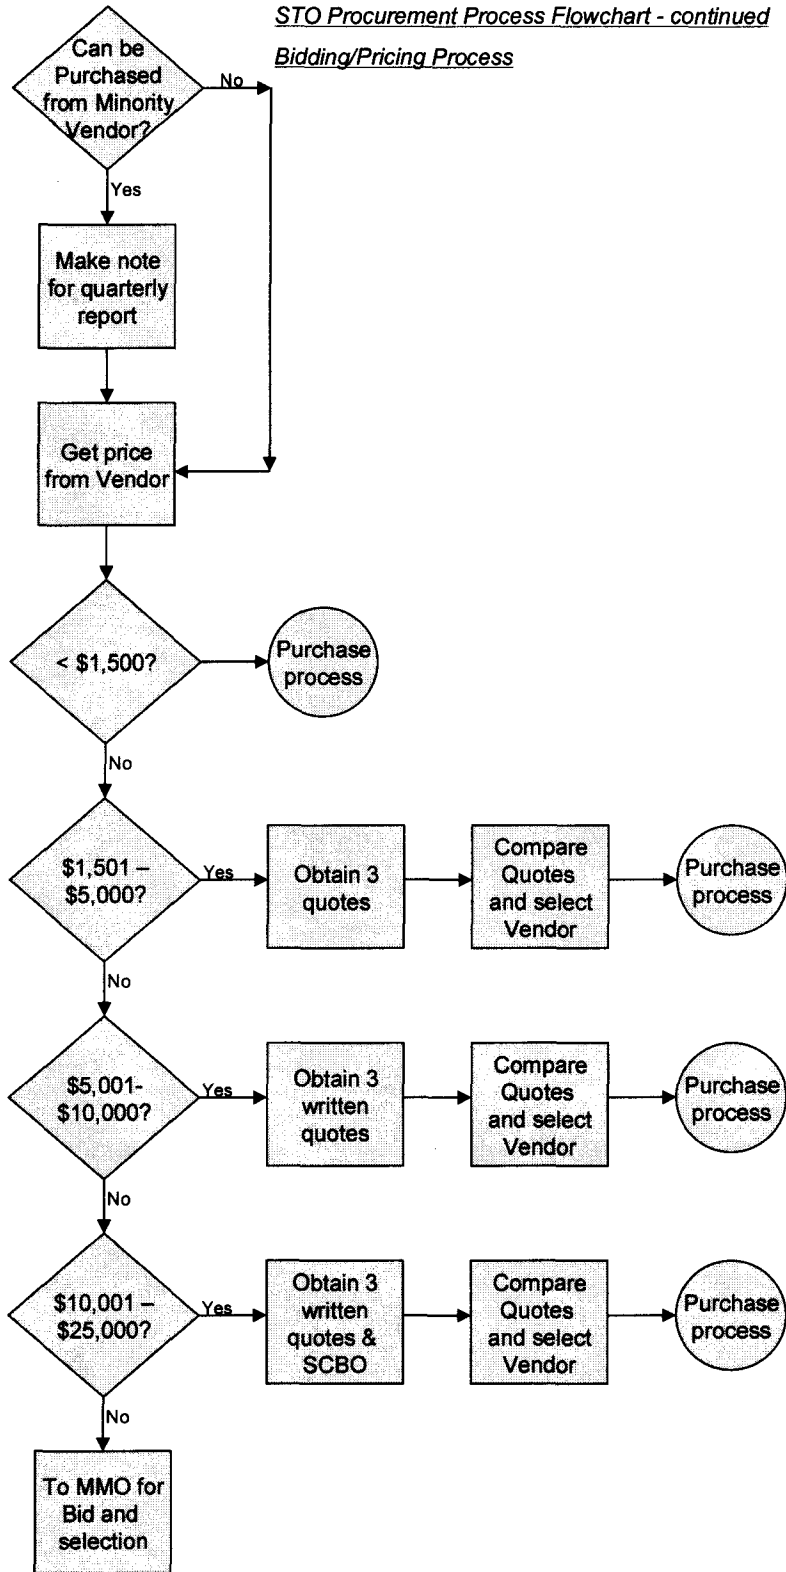 STO Procurement Process Flowchart - continued
Bidding/Pricing Process
Can be
Purchased
from Minority
Vendor?
No
Yes
Make note
for quarterly
report
Get price
from Vendor
< $1,500?
Purchase
process
No
$1,501 –
$5,000?
Yes
Obtain 3
quotes
Compare
Quotes
and select
Vendor
Purchase
process
No
$5,001-
$10,000?
Yes
Obtain 3
written
quotes
Compare
Quotes
and select
Vendor
Purchase
process
No
$10,001 –
$25,000?
Yes
Obtain 3
written
quotes &
SCBO
Compare
Quotes
and select
Vendor
Purchase
process
No
To MMO for
Bid and
selection